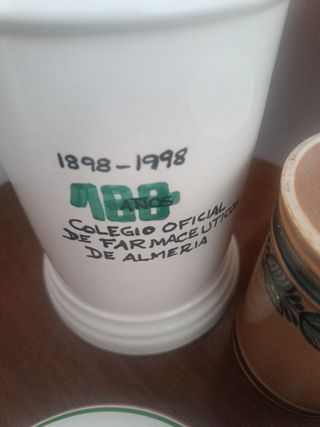 1898-1998
100
AÑOS
COLEGIO OFICIAL
DE FARMACEUTICOS
DE ALMERIA